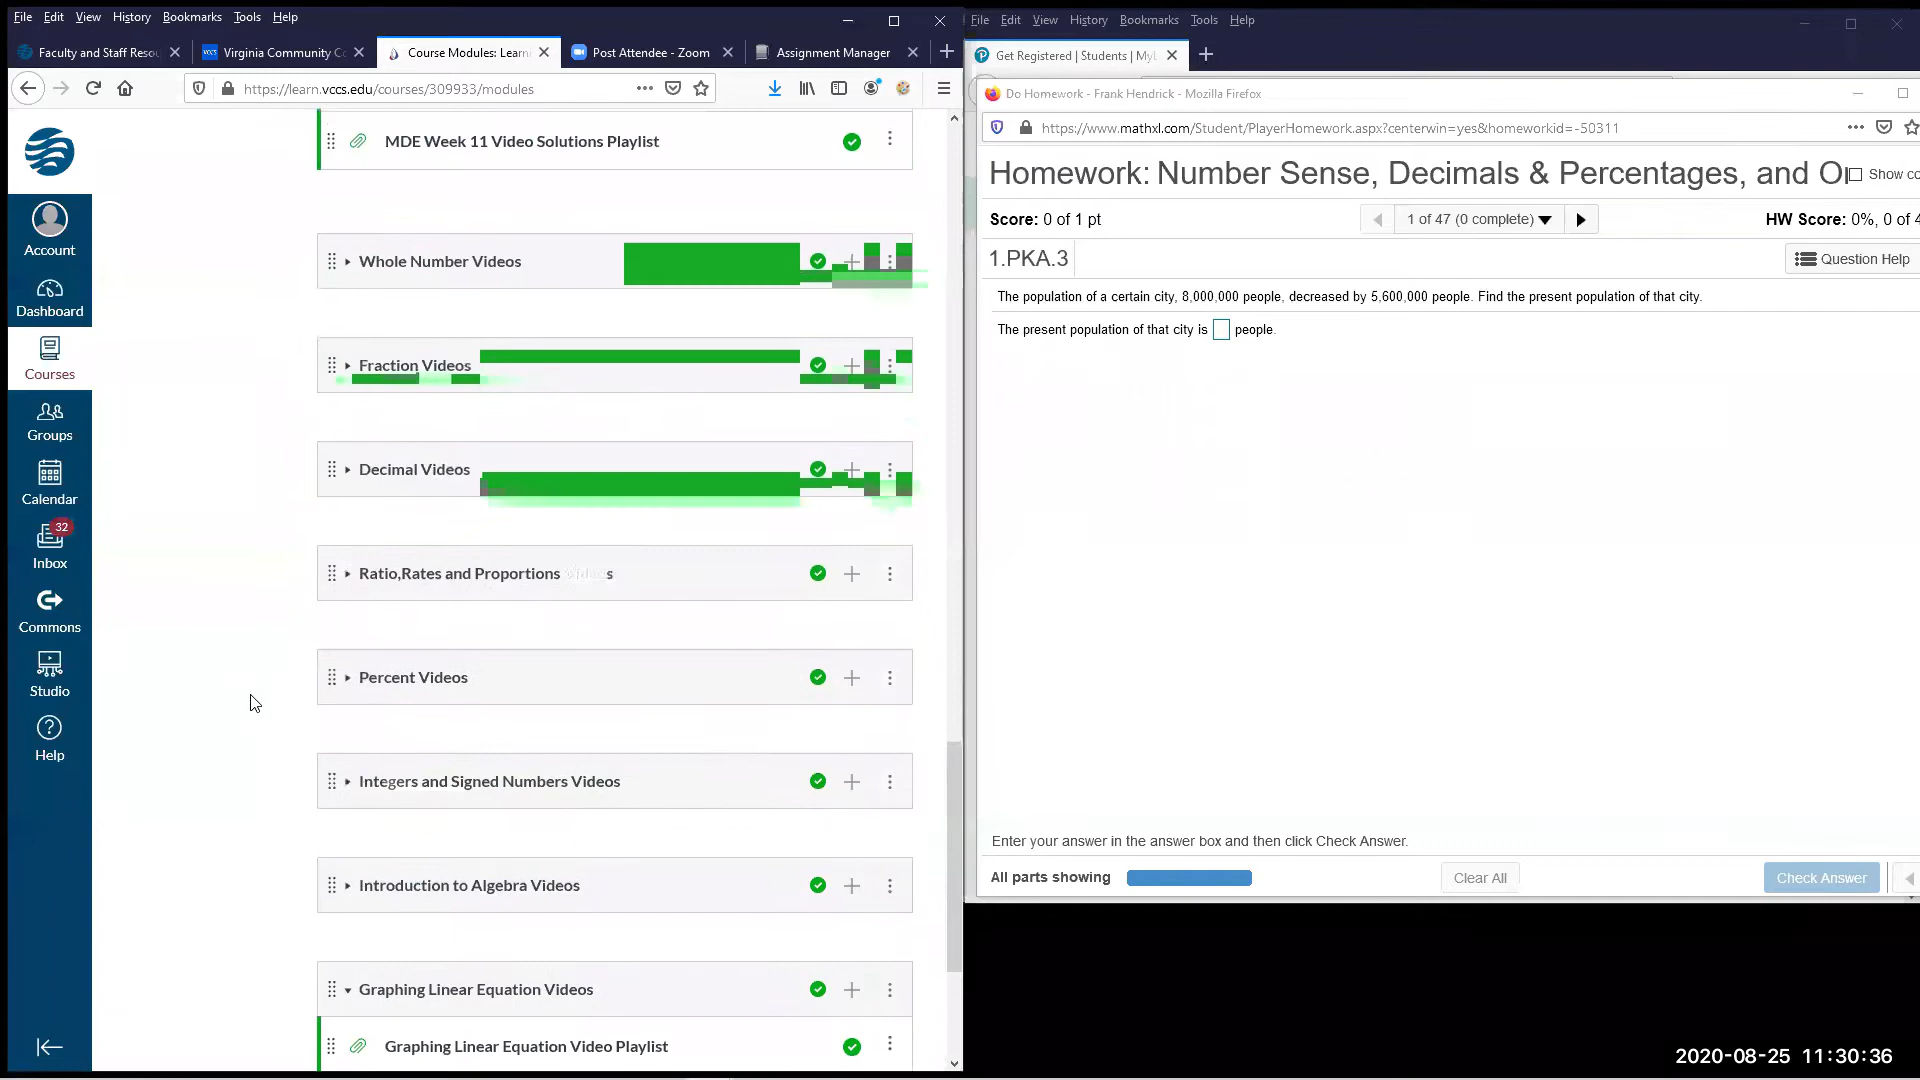 File Edit View History Bookmarks Tools Help
Faculty and Staff Resou
Virginia Community Co
Course Modules: Learni
Post Attendee - Zoom
Assignment Manager
https://learn.vccs.edu/courses/309933/modules
Account
Dashboard
Courses
Groups
Calendar
32
Inbox
Commons
Studio
Help
MDE Week 11 Video Solutions Playlist
Whole Number Videos
Fraction Videos
Decimal Videos
Ratio,Rates and Proportions
Percent Videos
Integers and Signed Numbers Videos
Introduction to Algebra Videos
Graphing Linear Equation Videos
Graphing Linear Equation Video Playlist
File Edit View History Bookmarks Tools Help
Get Registered | Students | MyL
Do Homework - Frank Hendrick - Mozilla Firefox
https://www.mathxl.com/Student/PlayerHomework.aspx?centerwin=yes&homeworkid=-50311
Homework: Number Sense, Decimals & Percentages, and Or
Show co
Score: 0 of 1 pt
1 of 47 (0 complete)
HW Score: 0%, 0 of 4
1.PKA.3
Question Help
The population of a certain city, 8,000,000 people, decreased by 5,600,000 people. Find the present population of that city.
The present population of that city is people.
Enter your answer in the answer box and then click Check Answer.
All parts showing
Clear All
Check Answer
2020-08-25 11:30:36